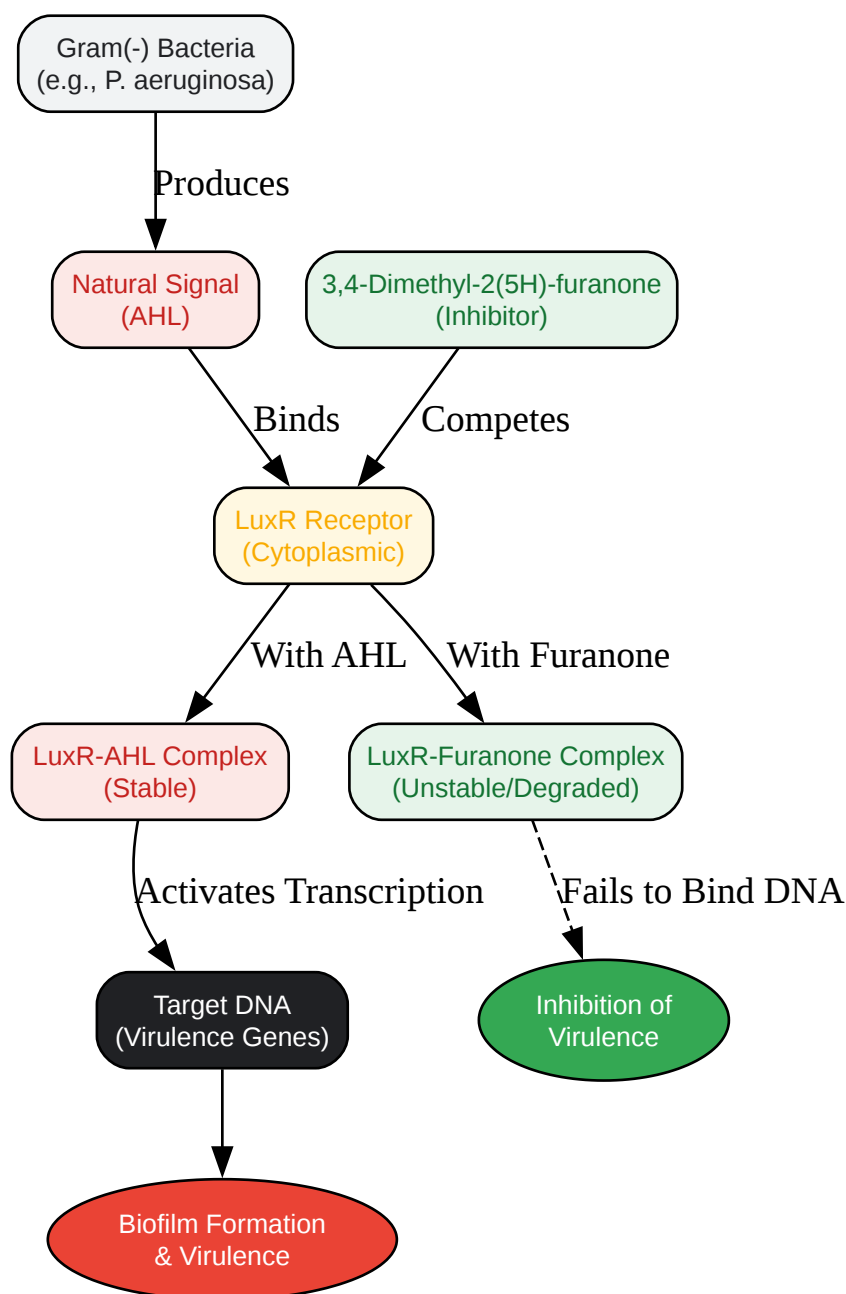 Gram(-) Bacteria
(e.g., P. aeruginosa)
Produces
Natural Signal
(AHL)
3,4-Dimethyl-2(5H)-furanone
(Inhibitor)
Binds
Competes
LuxR Receptor
(Cytoplasmic)
With AHL
With Furanone
LuxR-AHL Complex
(Stable)
LuxR-Furanone Complex
(Unstable/Degraded)
Activates Transcription
Fails to Bind DNA
Target DNA
(Virulence Genes)
Inhibition of
Virulence
Biofilm Formation
& Virulence